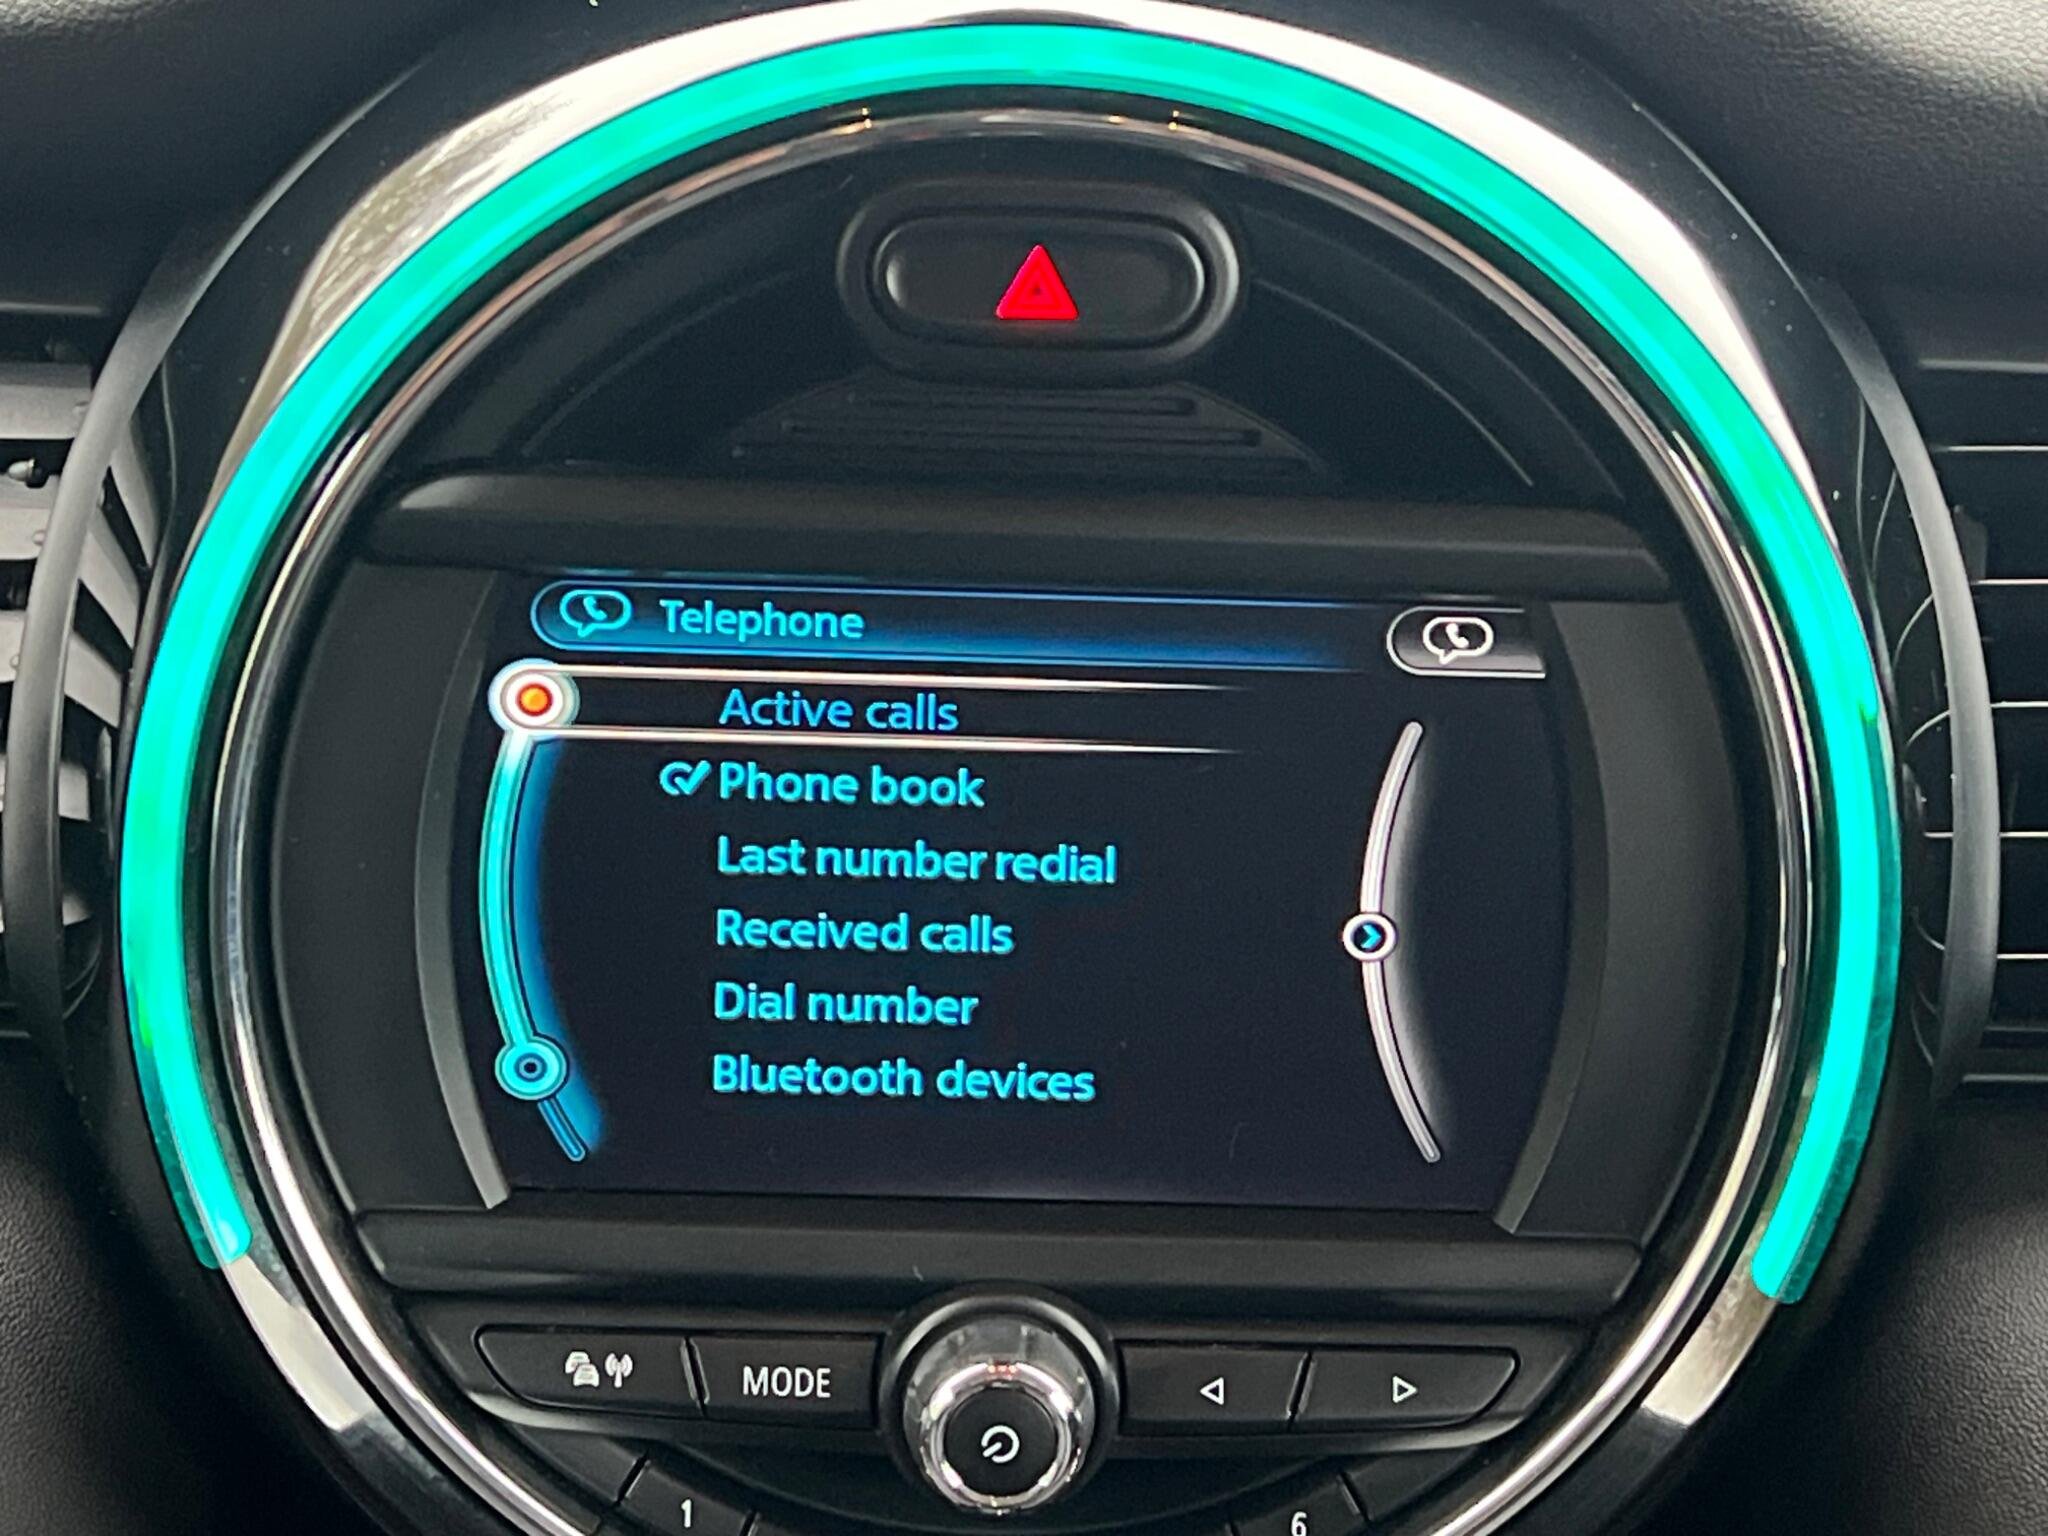 Telephone
Active calls
Phone book
Last number redial
Received calls
Dial number
Bluetooth devices
MODE
1
6